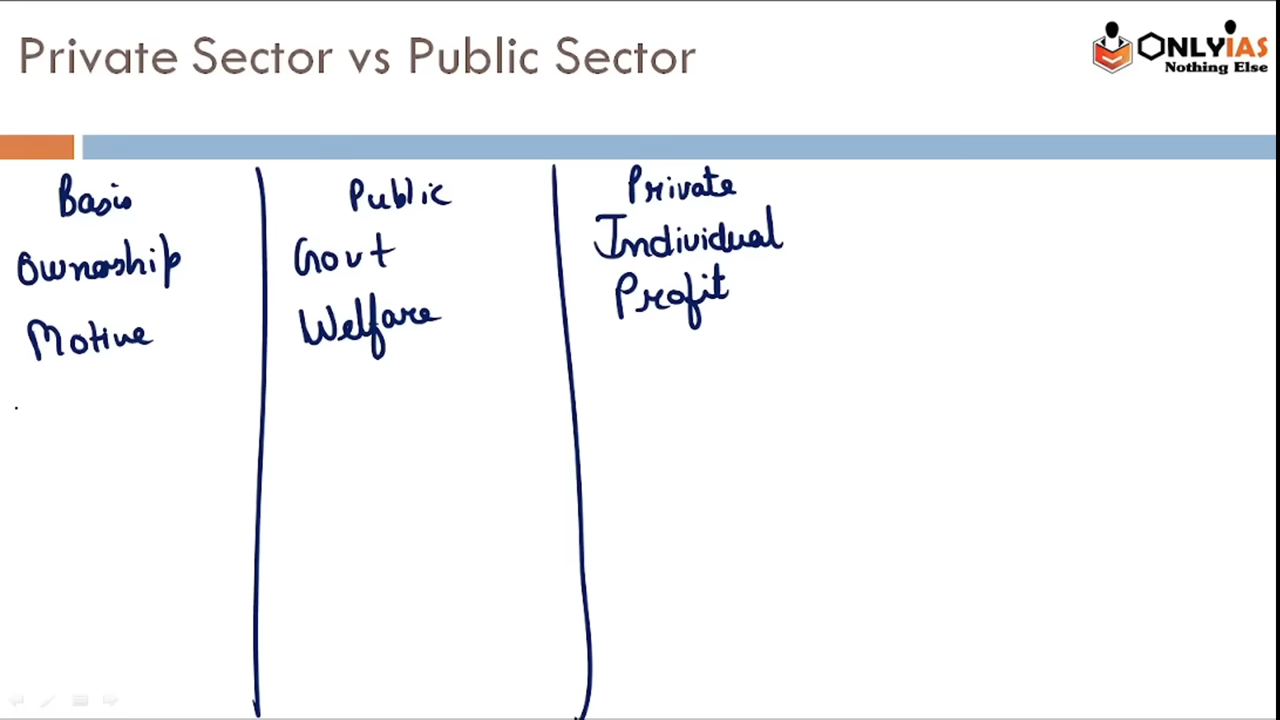 Private Sector vs Public Sector
ONLYIAS
Nothing Else
Basis Public Private
Ownership Govt Individual
Motive Welfare Profit